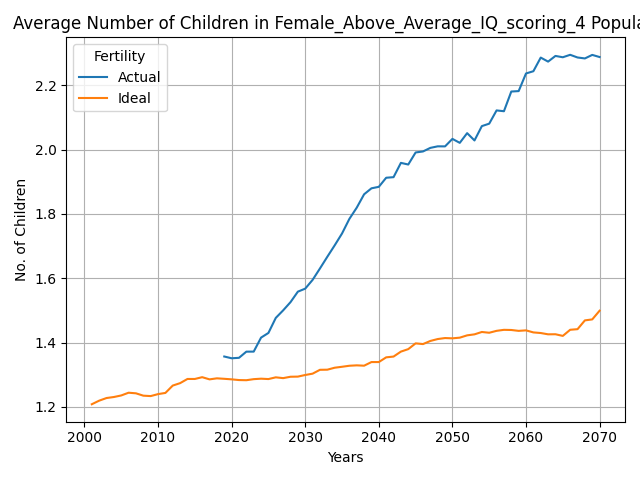 Average Number of Children in Female_Above_Average_IQ_scoring_4 Popula
Fertility
Actual
Ideal
2.2
2.0
1.8
1.6
1.4
1.2
No. of Children
2000 2010 2020 2030 2040 2050 2060 2070
Years